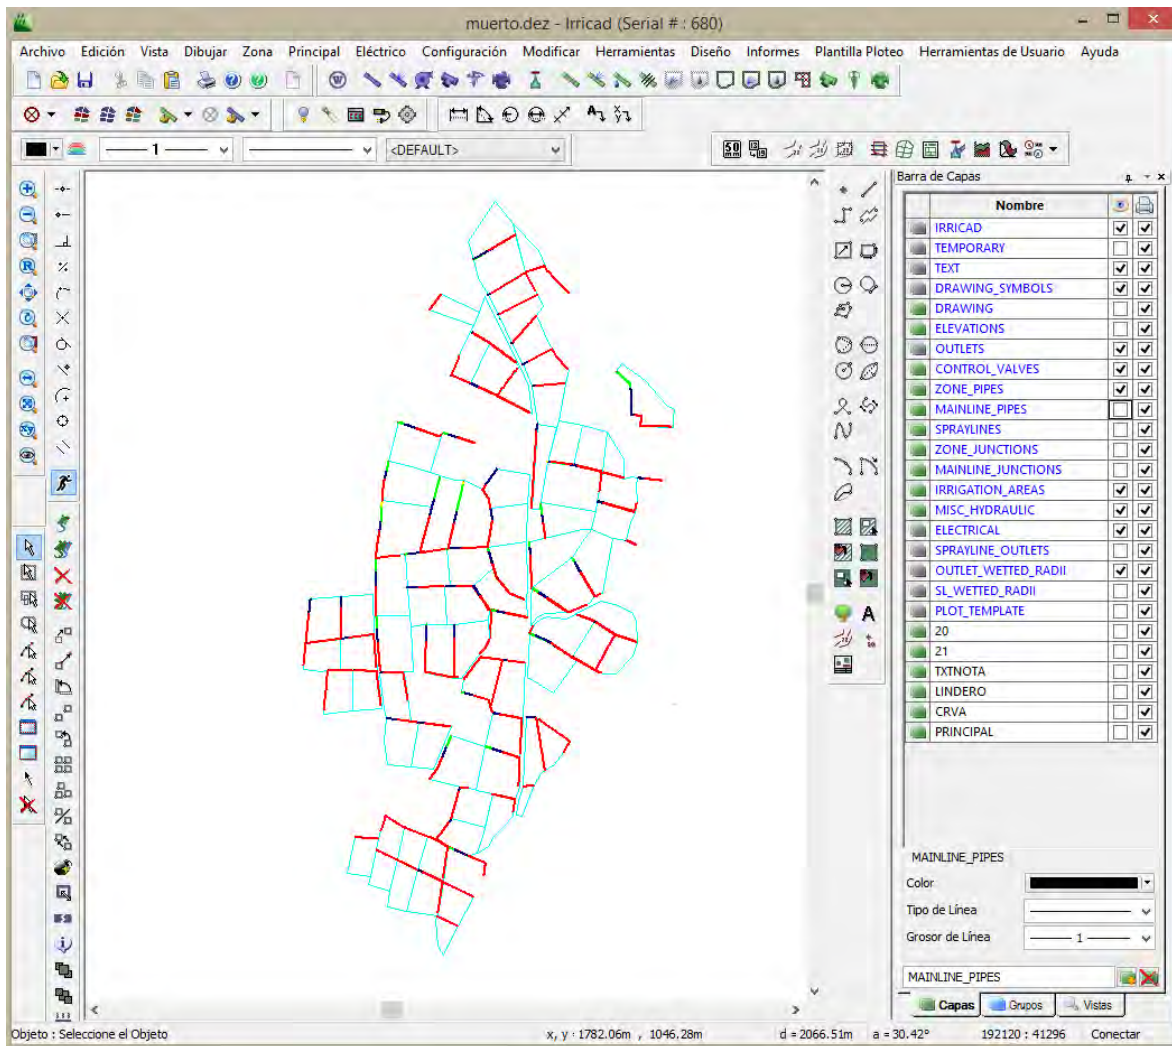 muerto.dez - Irricad (Serial # : 680)
Archivo Edición Vista Dibujar Zona Principal Eléctrico Configuración Modificar Herramientas Diseño Informes Plantilla Ploteo Herramientas de Usuario Ayuda
1 <DEFAULT>
Barra de Capas
Nombre
IRRICAD
TEMPORARY
TEXT
DRAWING_SYMBOLS
DRAWING
ELEVATIONS
OUTLETS
CONTROL_VALVES
ZONE_PIPES
MAINLINE_PIPES
SPRAYLINES
ZONE_JUNCTIONS
MAINLINE_JUNCTIONS
IRRIGATION_AREAS
MISC_HYDRAULIC
ELECTRICAL
SPRAYLINE_OUTLETS
OUTLET_WETTED_RADII
SL_WETTED_RADII
PLOT_TEMPLATE
20
21
TXTNOTA
LINDERO
CRVA
PRINCIPAL
MAINLINE_PIPES
Color
Tipo de Línea
Grosor de Línea 1
MAINLINE_PIPES
Capas Grupos Vistas
Objeto : Seleccione el Objeto x, y : 1782.06m , 1046.28m d = 2066.51m a = 30.42° 192120 : 41296 Conectar